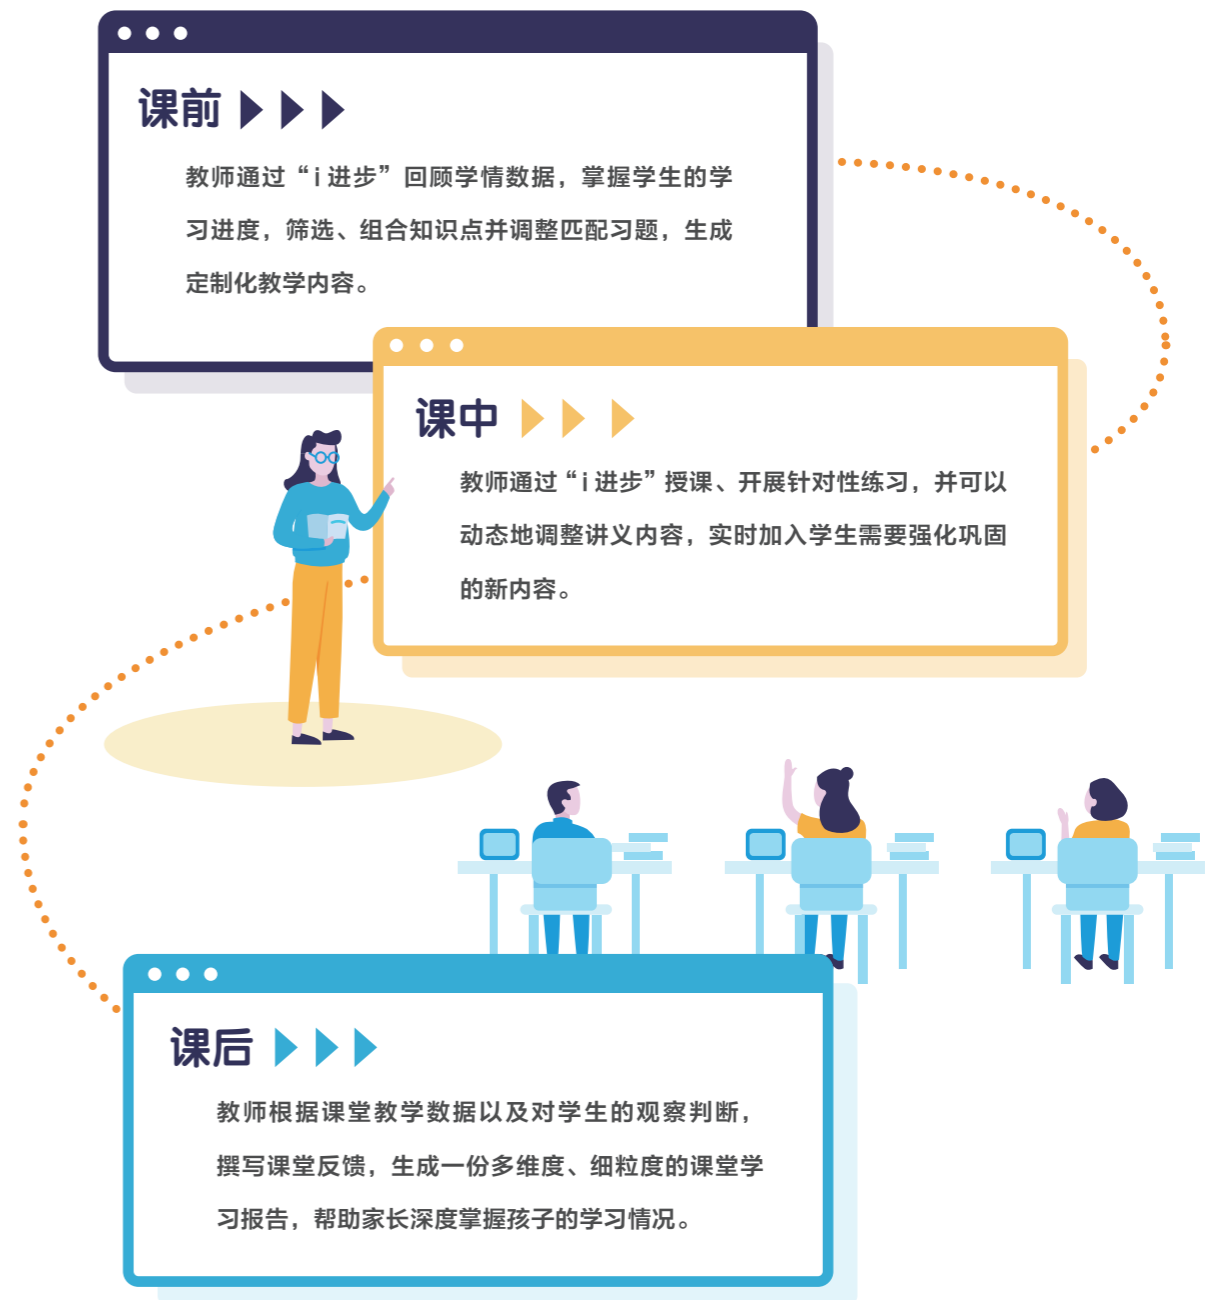 课前
教师通过“i 进步”回顾学情数据，掌握学生的学
习进度，筛选、组合知识点并调整匹配习题，生成
定制化教学内容。
课中
教师通过“i 进步”授课、开展针对性练习，并可以
动态地调整讲义内容，实时加入学生需要强化巩固
的新内容。
课后
教师根据课堂教学数据以及对学生的观察判断，
撰写课堂反馈，生成一份多维度、细粒度的课堂学
习报告，帮助家长深度掌握孩子的学习情况。